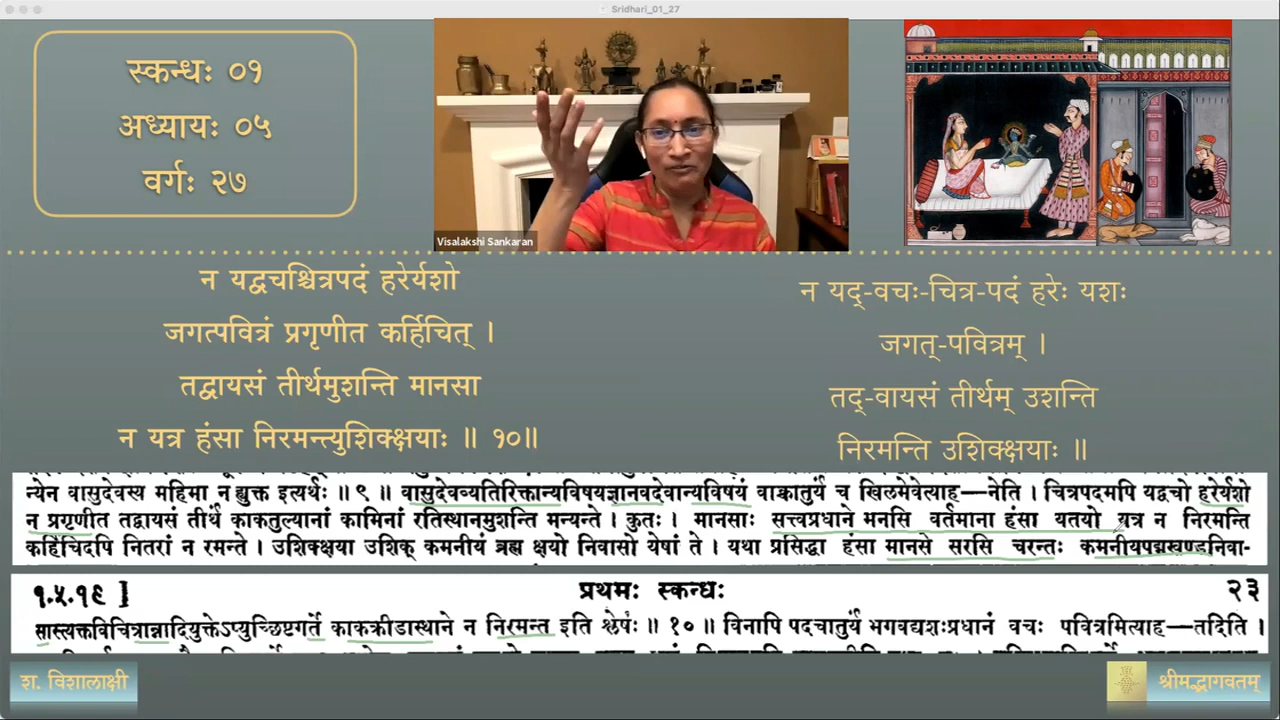 Sridhari_01_27
स्कन्धः ०१
अध्यायः ०५
वर्गः २७
Visalakshi Sankaran
न यद्वचश्चित्रपदं हरेर्यशो
जगत्पवित्रं प्रगृणीत कर्हिचित् ।
तद्वायसं तीर्थमुशन्ति मानसा
न यत्र हंसा निरमन्त्युशिक्क्षयाः ॥ १०॥
न यद्-वचः-चित्र-पदं हरेः यशः
जगत्-पवित्रम् ।
तद्-वायसं तीर्थम् उशन्ति
निरमन्ति उशिक्क्षयाः ॥
न्येन वासुदेवस्य महिमा न ह्युक्त इत्यर्थः ॥ ९ ॥ वासुदेवव्यतिरिक्तान्यविषयज्ञानवदेवान्यविषयं वाक्चातुर्यं च खिलमेवेत्याह—नेति । चित्रपदमपि यद्वचो हरेर्यशो
न प्रगृणीत तद्वायसं तीर्थं काकतुल्यानां कामिनां रतिस्थानमुशन्ति मन्यन्ते । कुतः । मानसाः सत्त्वप्रधाने मनसि वर्तमाना हंसा यतयो यत्र न निरमन्ति
कर्हिचिदपि नितरां न रमन्ते । उशिक्क्षया उशिक् कमनीयं ब्रह्म क्षयो निवासो येषां ते । यथा प्रसिद्धा हंसा मानसे सरसि चरन्तः कमनीयपद्मखण्डनिवा-
१.५.१९ ] प्रथमः स्कन्धः २३
सास्त्यक्तविचित्रान्नादियुक्तेऽप्युच्छिष्टगर्ते काकक्रीडास्थाने न निरमन्त इति श्लेषः ॥ १० ॥ विनापि पदचातुर्यं भगवद्यशःप्रधानं वचः पवित्रमित्याह—तदिति ।
श. विशालाक्षी
श्रीमद्भागवतम्